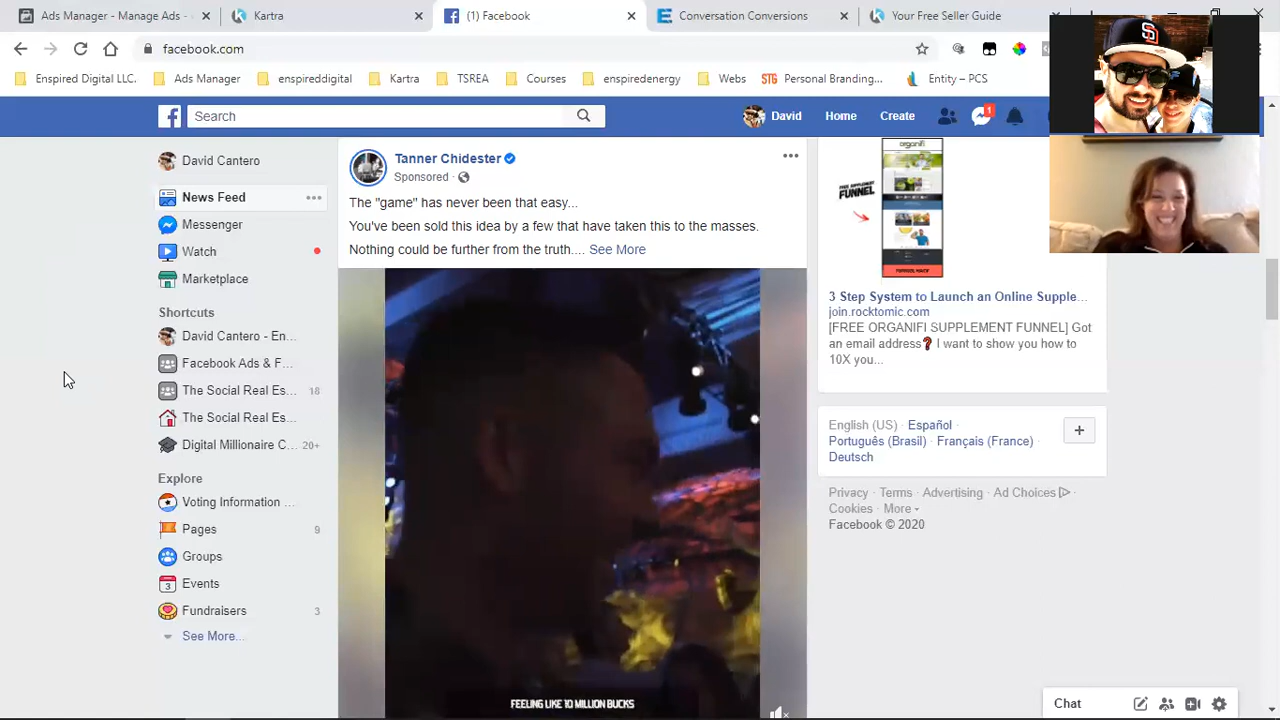 Ads Manager - Manage Ads -
Kartra
(1) Facebook
Conversation Conversions
Your Free Seller Guide
facebook.com
Enspired Digital LLC.
Ads Manager
enspireddigital
TSREA
Courses
enspiredenergy
STG Personal Branding,...
Entity – PCS
Search
David
Home
Create
1
David Cantero
News Feed
Messenger
Watch
Marketplace
Shortcuts
David Cantero - En...
Facebook Ads & F...
The Social Real Es...
18
The Social Real Es...
Digital Millionaire C...
20+
Explore
Voting Information ...
Pages
9
Groups
Events
Fundraisers
3
See More...
Tanner Chidester
Sponsored ·
The "game" has never been that easy...
You've been sold this idea by a few that have taken this to the masses.
Nothing could be further from the truth.... See More
FEELING LIKE 10 MILLION BUCKS
organifi
FUNNEL
3 Step System to Launch an Online Supple...
join.rocktomic.com
[FREE ORGANIFI SUPPLEMENT FUNNEL] Got
an email address❓ I want to show you how to
10X you...
English (US) · Español ·
Português (Brasil) · Français (France) ·
Deutsch
Privacy · Terms · Advertising · Ad Choices ·
Cookies · More
Facebook © 2020
Chat